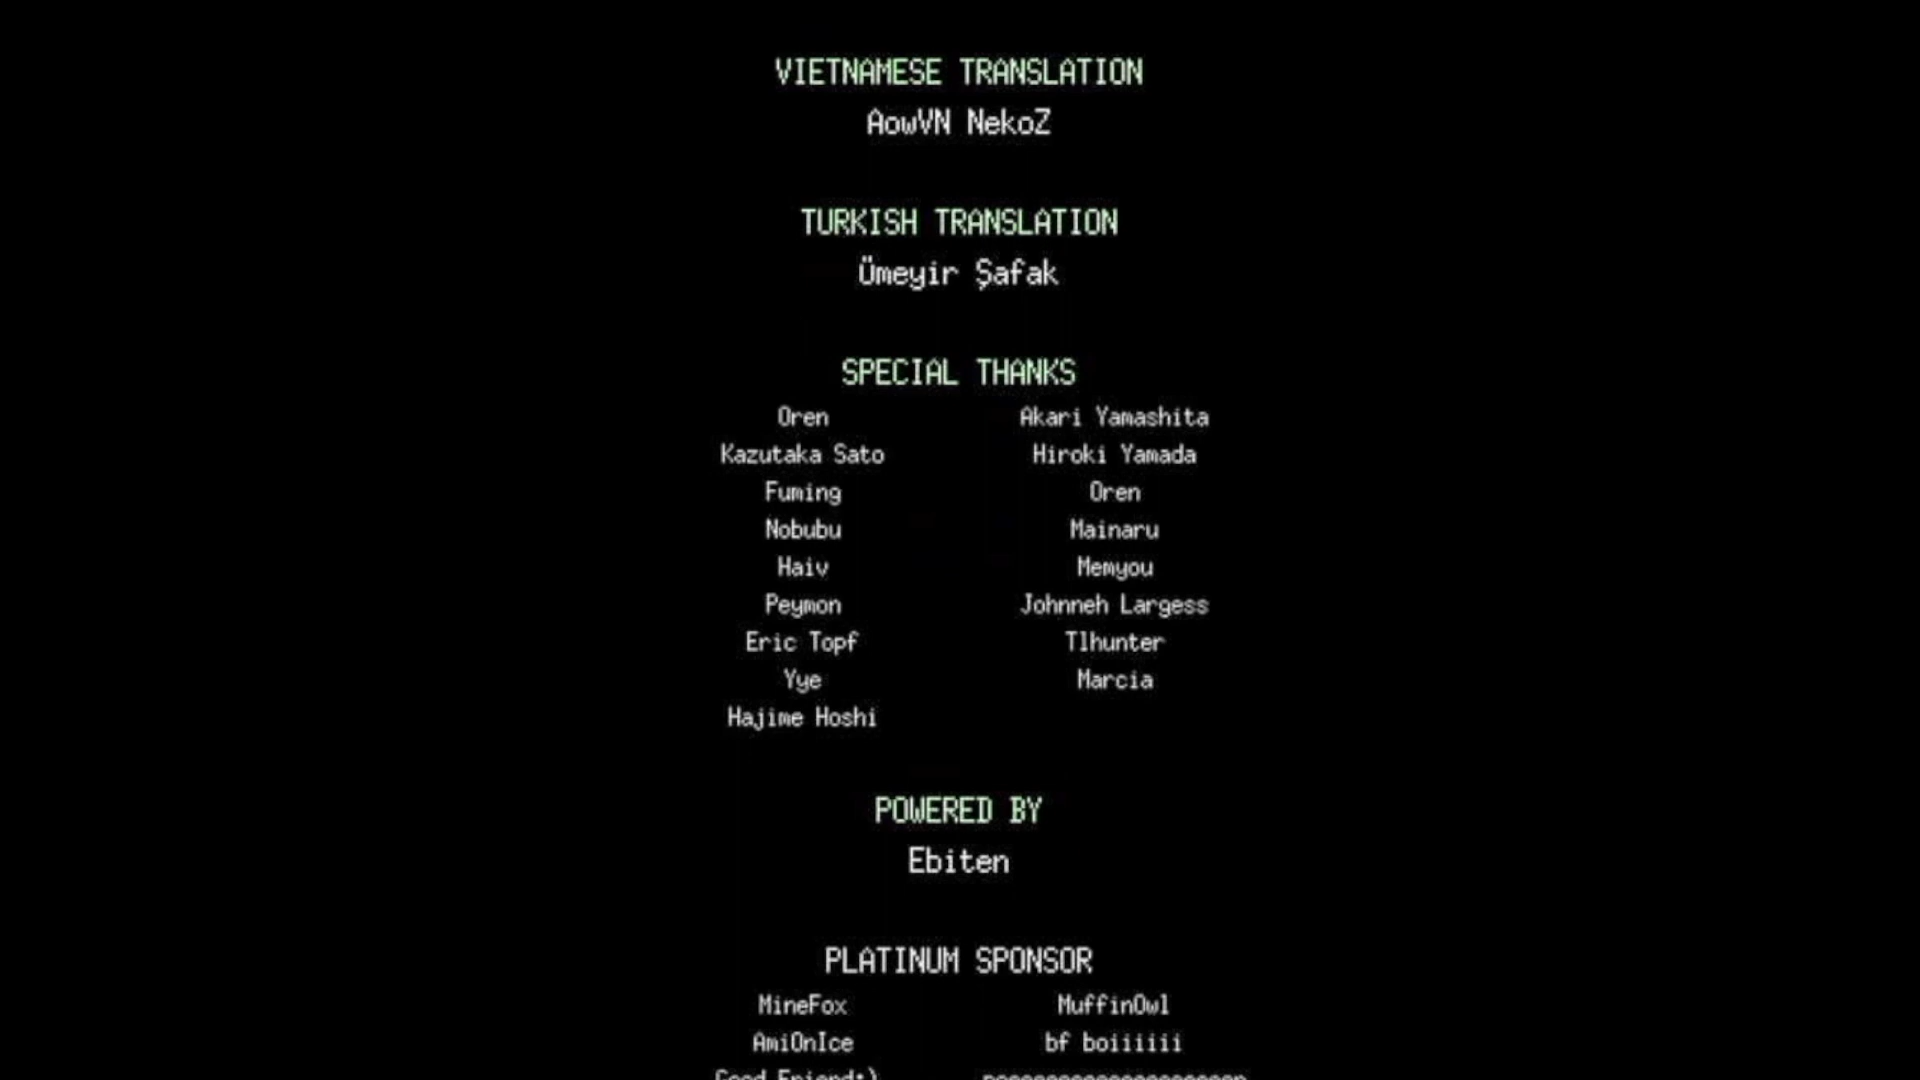 VIETNAMESE TRANSLATION
AowVN NekoZ
TURKISH TRANSLATION
Ümeyir Şafak
SPECIAL THANKS
Oren Akari Yamashita
Kazutaka Sato Hiroki Yamada
Fuming Oren
Nobubu Mainaru
Haiv Memyou
Peymon Johnneh Largess
Eric Topf Tlhunter
Yye Marcia
Hajime Hoshi
POWERED BY
Ebiten
PLATINUM SPONSOR
MineFox MuffinOwl
AmiOnIce bf boiiiiii
Good Friend:)